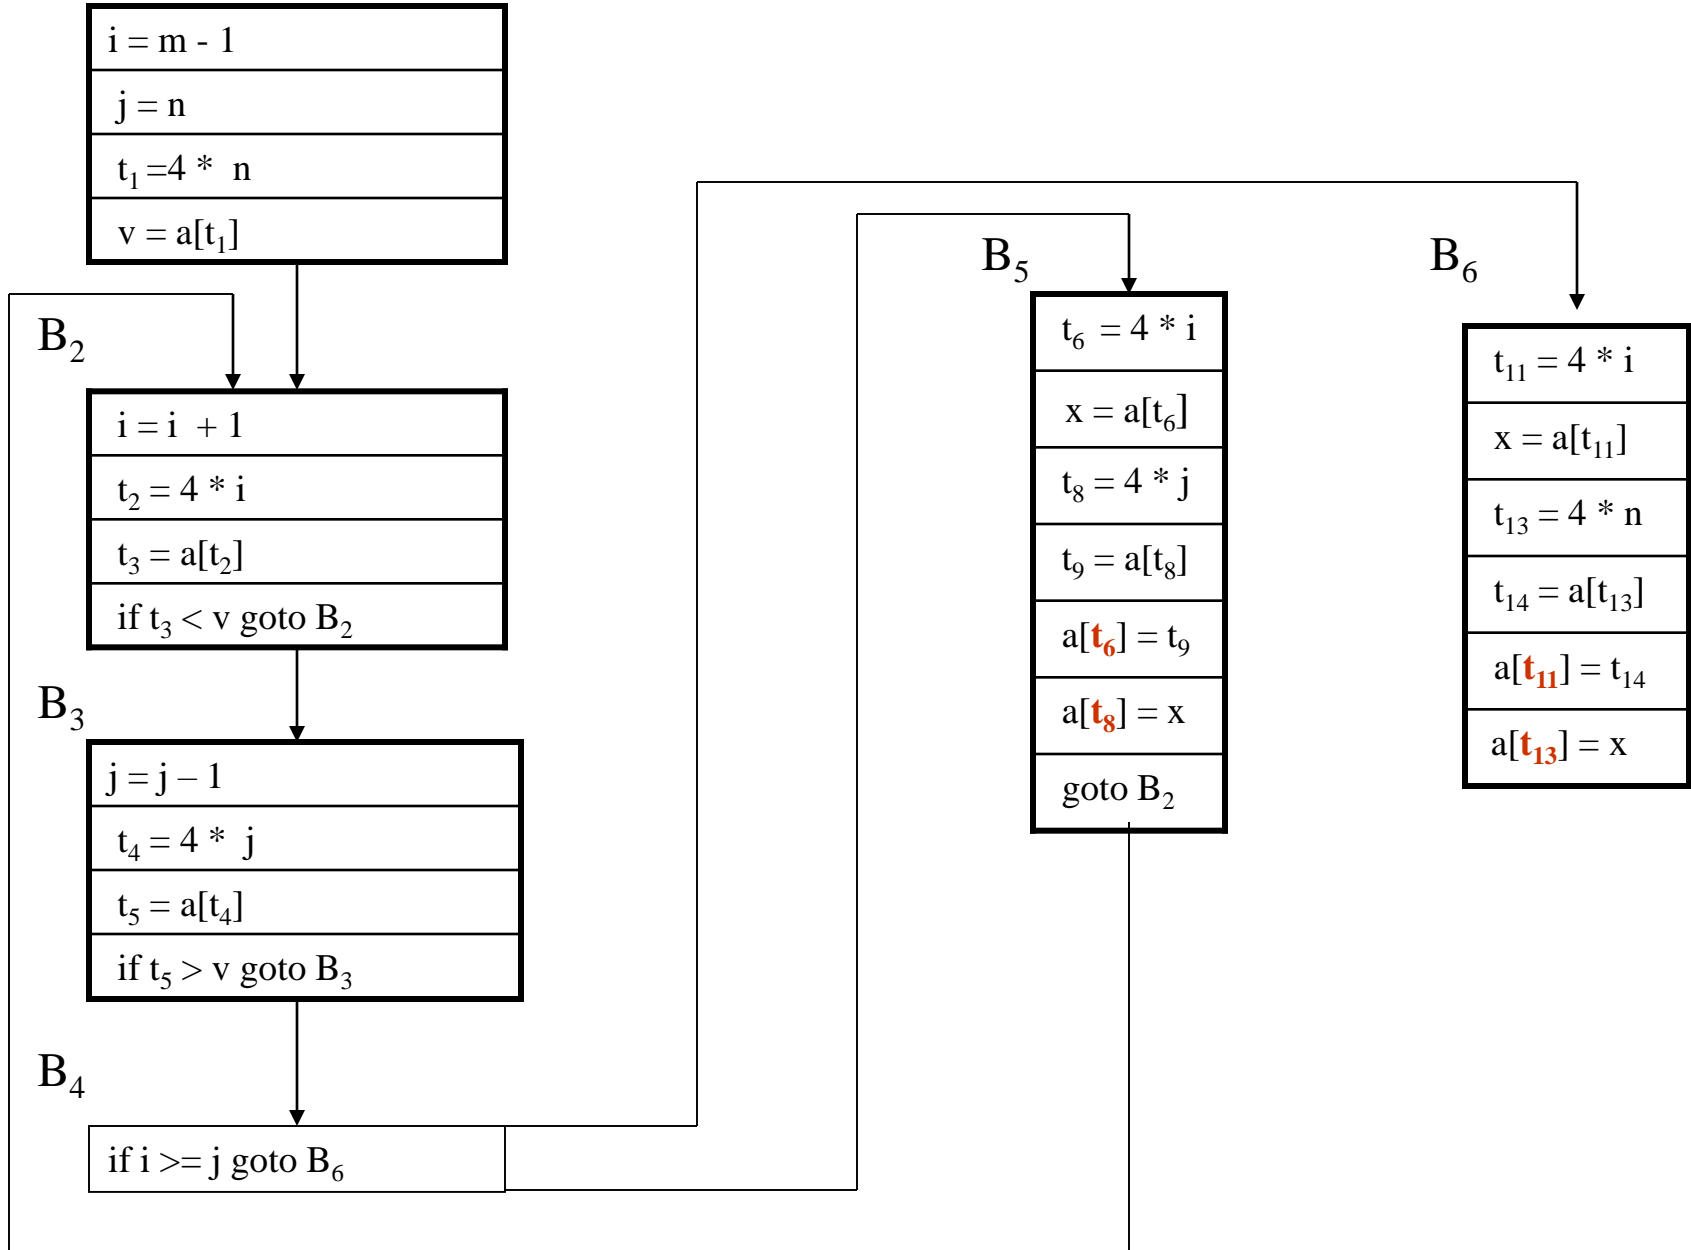 i = m - 1
j = n
t₁ =4 * n
v = a[t₁]
B₂
i = i + 1
t₂ = 4 * i
t₃ = a[t₂]
if t₃ < v goto B₂
B₃
j = j – 1
t₄ = 4 * j
t₅ = a[t₄]
if t₅ > v goto B₃
B₄
if i >= j goto B₆
B₅
t₆ = 4 * i
x = a[t₆]
t₈ = 4 * j
t₉ = a[t₈]
a[t₆] = t₉
a[t₈] = x
goto B₂
B₆
t₁₁ = 4 * i
x = a[t₁₁]
t₁₃ = 4 * n
t₁₄ = a[t₁₃]
a[t₁₁] = t₁₄
a[t₁₃] = x